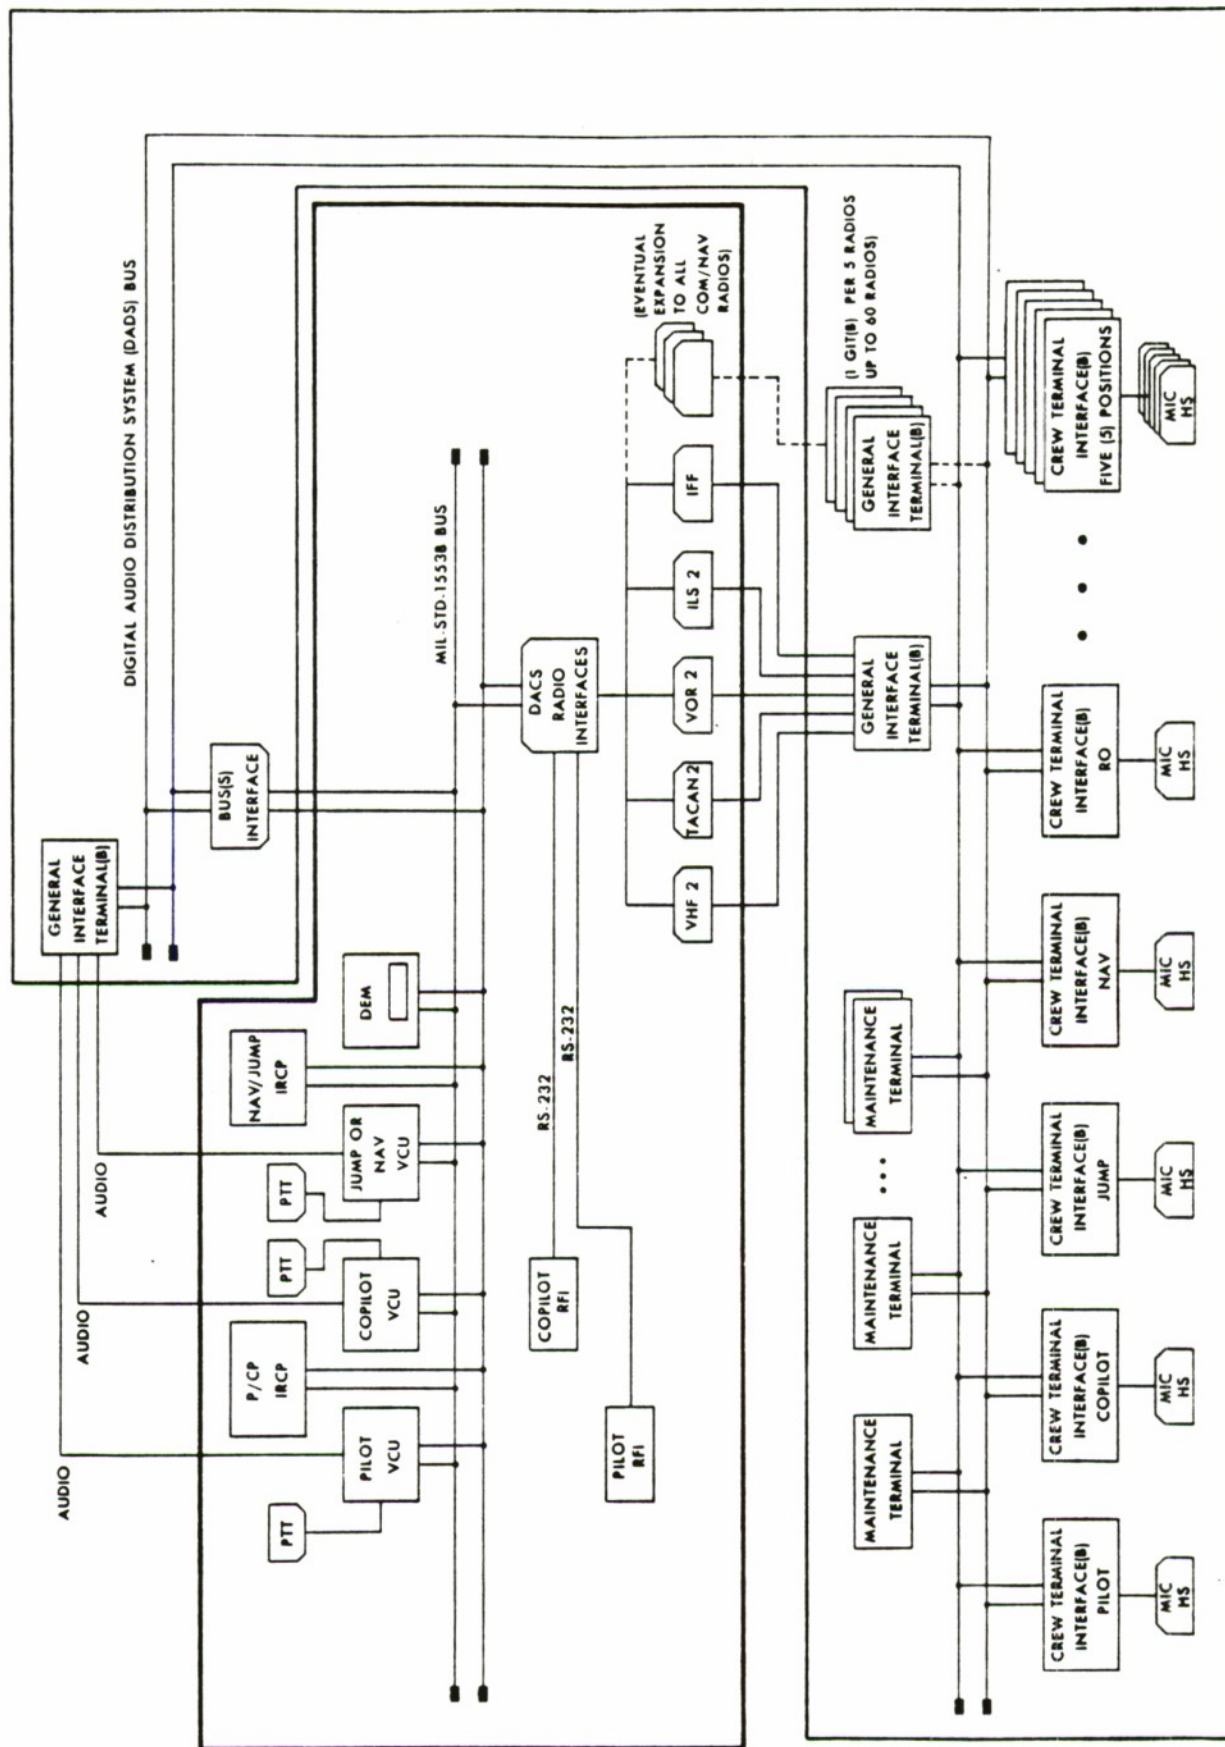 AUDIO
AUDIO
AUDIO
GENERAL
INTERFACE
TERMINAL(B)
DIGITAL AUDIO DISTRIBUTION SYSTEM (DADS) BUS
BUS(S)
INTERFACE
PTT
P/CP
IRCP
PTT
PTT
NAV/JUMP
IRCP
PILOT
VCU
COPILOT
VCU
JUMP OR
NAV
VCU
DEM
MIL-STD-1553B BUS
COPILOT
RFI
RS-232
RS-232
DACS
RADIO
INTERFACES
PILOT
RFI
VHF 2
TACAN 2
VOR 2
ILS 2
IFF
(EVENTUAL
EXPANSION
TO ALL
COM/NAV
RADIOS)
MAINTENANCE
TERMINAL
MAINTENANCE
TERMINAL
MAINTENANCE
TERMINAL
GENERAL
INTERFACE
TERMINAL(B)
GENERAL
INTERFACE
TERMINAL(B)
(1 GIT(B) PER 5 RADIOS
UP TO 60 RADIOS)
CREW TERMINAL
INTERFACE(B)
PILOT
CREW TERMINAL
INTERFACE(B)
COPILOT
CREW TERMINAL
INTERFACE(B)
JUMP
CREW TERMINAL
INTERFACE(B)
NAV
CREW TERMINAL
INTERFACE(B)
RO
CREW TERMINAL
INTERFACE(B)
FIVE (5) POSITIONS
MIC
HS
MIC
HS
MIC
HS
MIC
HS
MIC
HS
MIC
HS